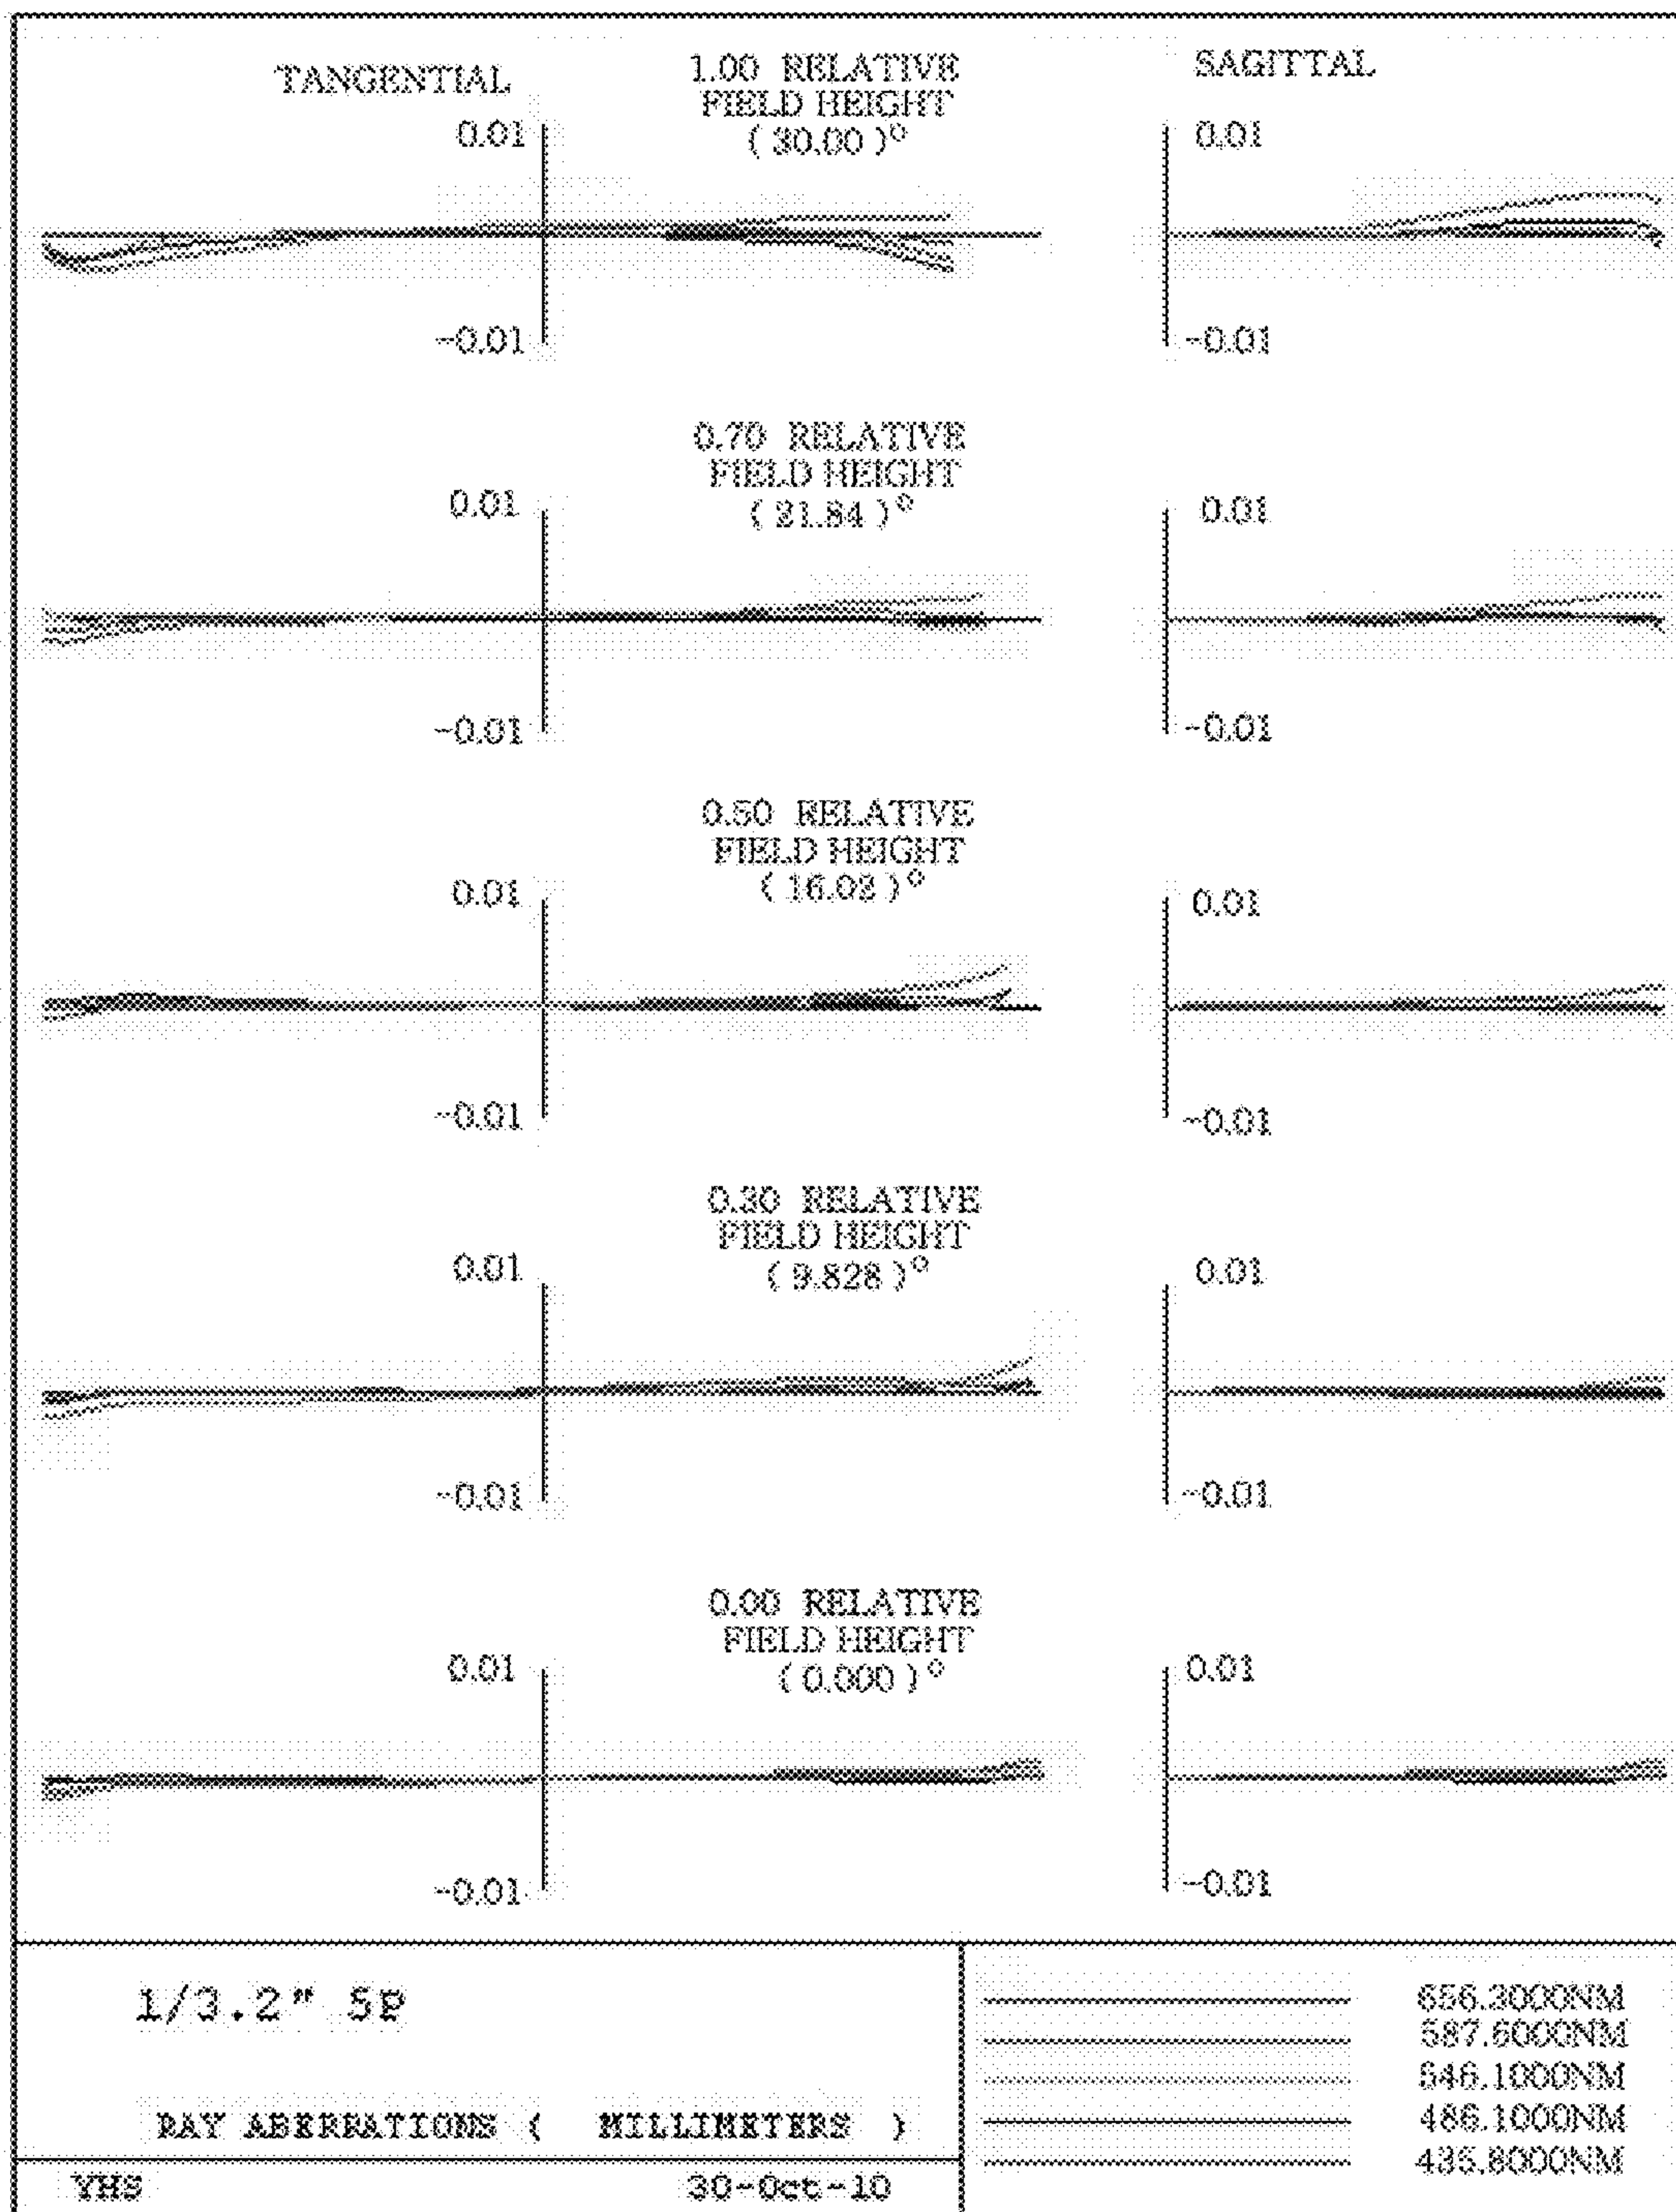 TANGENTIAL
1.00 RELATIVE
FIELD HEIGHT
( 30.00 )°
SAGITTAL
0.01
0.01
-0.01
-0.01
0.70 RELATIVE
FIELD HEIGHT
( 21.84 )°
0.01
0.01
-0.01
-0.01
0.50 RELATIVE
FIELD HEIGHT
( 16.02 )°
0.01
0.01
-0.01
-0.01
0.30 RELATIVE
FIELD HEIGHT
( 9.828 )°
0.01
0.01
-0.01
-0.01
0.00 RELATIVE
FIELD HEIGHT
( 0.000 )°
0.01
0.01
-0.01
-0.01
1/3.2" 5P
RAY ABERRATIONS ( MILLIMETERS )
YHS 30-Oct-10
656.3000NM
587.6000NM
546.1000NM
486.1000NM
435.8000NM